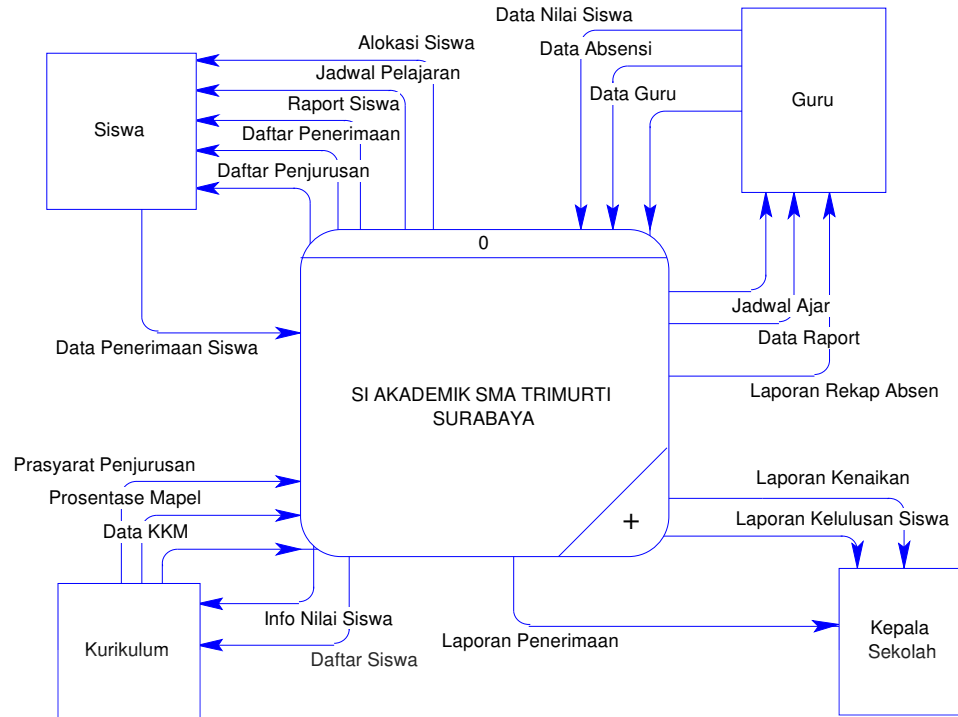 Data Nilai Siswa
Alokasi Siswa
Data Absensi
Jadwal Pelajaran
Data Guru
Guru
Raport Siswa
Siswa
Daftar Penerimaan
Daftar Penjurusan
0
Jadwal Ajar
Data Raport
Data Penerimaan Siswa
Laporan Rekap Absen
SI AKADEMIK SMA TRIMURTI
SURABAYA
Prasyarat Penjurusan
Laporan Kenaikan
Prosentase Mapel
Laporan Kelulusan Siswa
+
Data KKM
Info Nilai Siswa
Kurikulum
Daftar Siswa
Laporan Penerimaan
Kepala
Sekolah